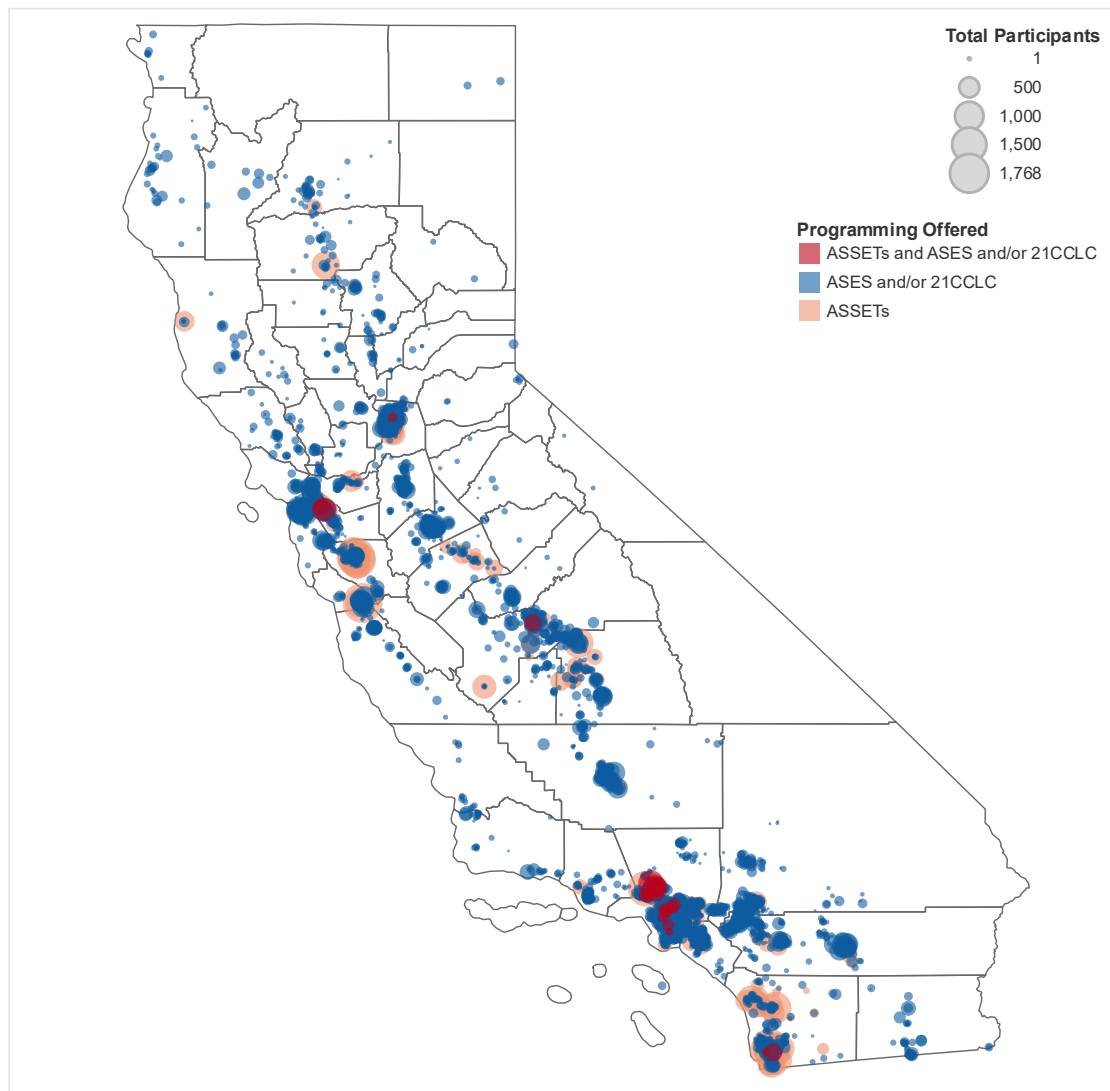 Total Participants
1
500
1,000
1,500
1,768
Programming Offered
ASSETs and ASES and/or 21CCLC
ASES and/or 21CCLC
ASSETs